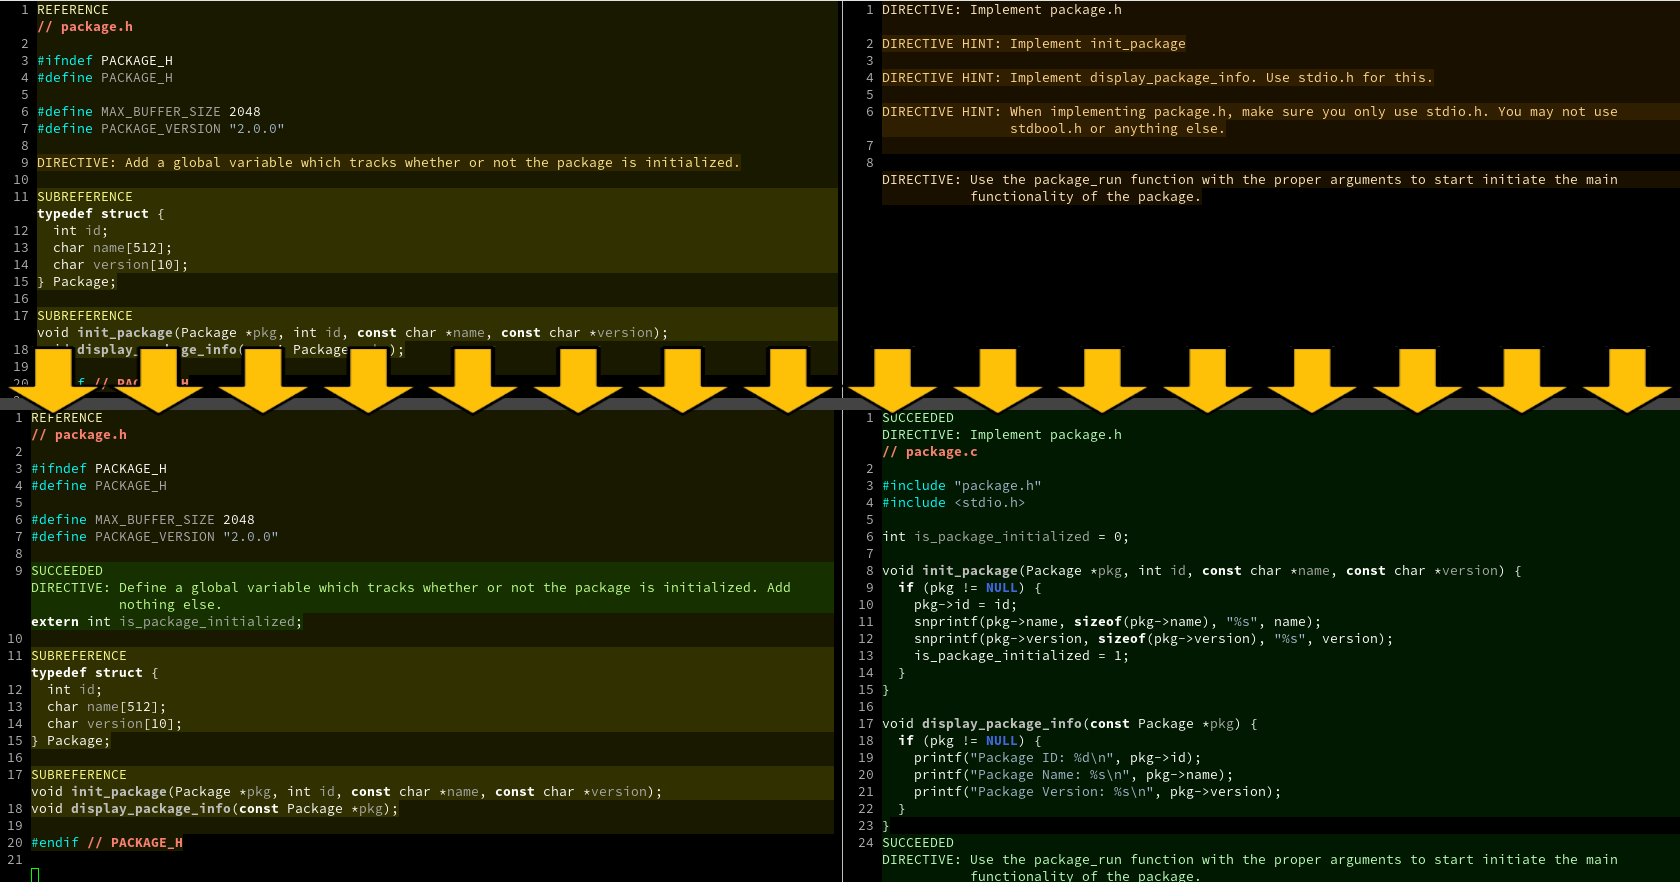 1 REFERENCE
// package.h
2
3 #ifndef PACKAGE_H
4 #define PACKAGE_H
5
6 #define MAX_BUFFER_SIZE 2048
7 #define PACKAGE_VERSION "2.0.0"
8
9 DIRECTIVE: Add a global variable which tracks whether or not the package is initialized.
10
11 SUBREFERENCE
typedef struct {
12 int id;
13 char name[512];
14 char version[10];
15 } Package;
16
17 SUBREFERENCE
void init_package(Package *pkg, int id, const char *name, const char *version);
18 display_ ge_info( Package );
19
20 f // PAC H
1 DIRECTIVE: Implement package.h
2 DIRECTIVE HINT: Implement init_package
3
4 DIRECTIVE HINT: Implement display_package_info. Use stdio.h for this.
5
6 DIRECTIVE HINT: When implementing package.h, make sure you only use stdio.h. You may not use
stdbool.h or anything else.
7
8
DIRECTIVE: Use the package_run function with the proper arguments to start initiate the main
functionality of the package.
1 REFERENCE
// package.h
2
3 #ifndef PACKAGE_H
4 #define PACKAGE_H
5
6 #define MAX_BUFFER_SIZE 2048
7 #define PACKAGE_VERSION "2.0.0"
8
9 SUCCEEDED
DIRECTIVE: Define a global variable which tracks whether or not the package is initialized. Add
nothing else.
extern int is_package_initialized;
10
11 SUBREFERENCE
typedef struct {
12 int id;
13 char name[512];
14 char version[10];
15 } Package;
16
17 SUBREFERENCE
void init_package(Package *pkg, int id, const char *name, const char *version);
18 void display_package_info(const Package *pkg);
19
20 #endif // PACKAGE_H
21
1 SUCCEEDED
DIRECTIVE: Implement package.h
// package.c
2
3 #include "package.h"
4 #include <stdio.h>
5
6 int is_package_initialized = 0;
7
8 void init_package(Package *pkg, int id, const char *name, const char *version) {
9 if (pkg != NULL) {
10 pkg->id = id;
11 snprintf(pkg->name, sizeof(pkg->name), "%s", name);
12 snprintf(pkg->version, sizeof(pkg->version), "%s", version);
13 is_package_initialized = 1;
14 }
15 }
16
17 void display_package_info(const Package *pkg) {
18 if (pkg != NULL) {
19 printf("Package ID: %d\n", pkg->id);
20 printf("Package Name: %s\n", pkg->name);
21 printf("Package Version: %s\n", pkg->version);
22 }
23 }
24 SUCCEEDED
DIRECTIVE: Use the package_run function with the proper arguments to start initiate the main
functionality of the package.